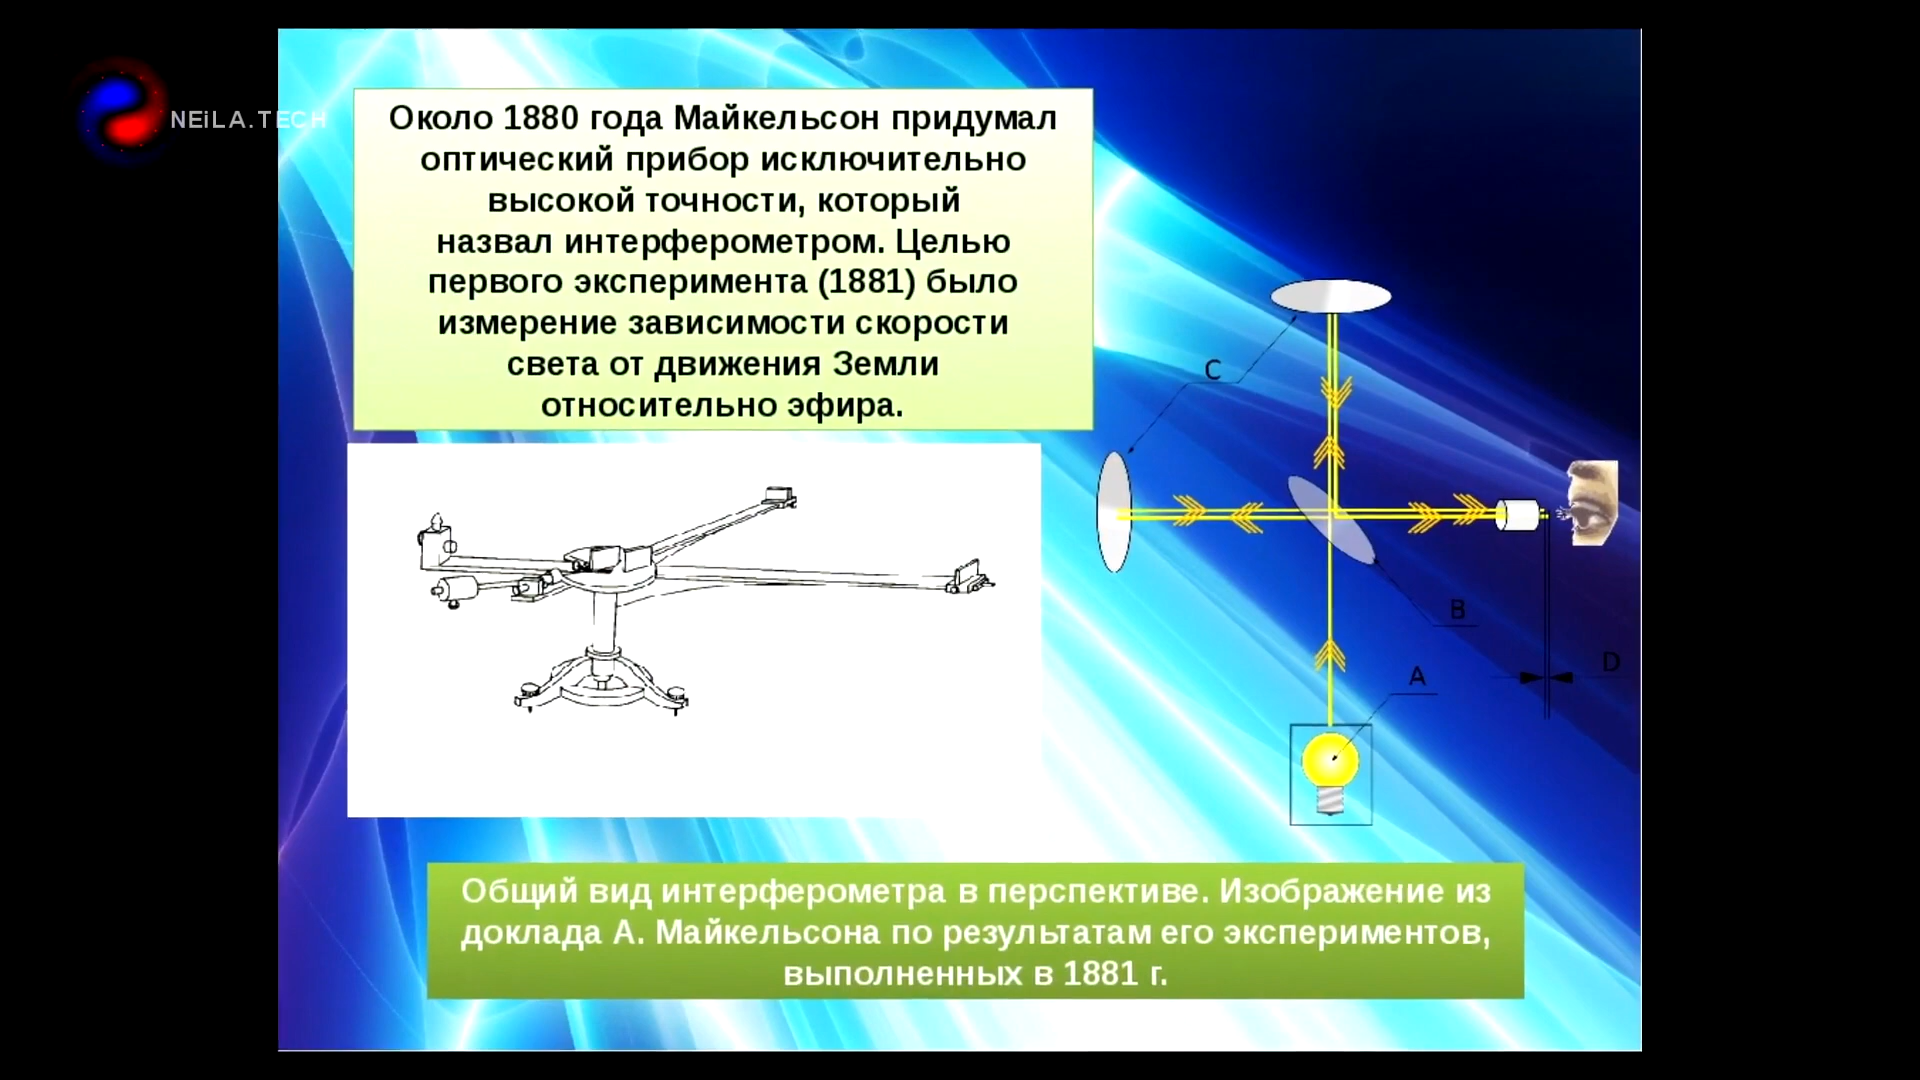 NEiLA.TECH
Около 1880 года Майкельсон придумал
оптический прибор исключительно
высокой точности, который
назвал интерферометром. Целью
первого эксперимента (1881) было
измерение зависимости скорости
света от движения Земли
относительно эфира.
C
B
A
D
Общий вид интерферометра в перспективе. Изображение из
доклада А. Майкельсона по результатам его экспериментов,
выполненных в 1881 г.